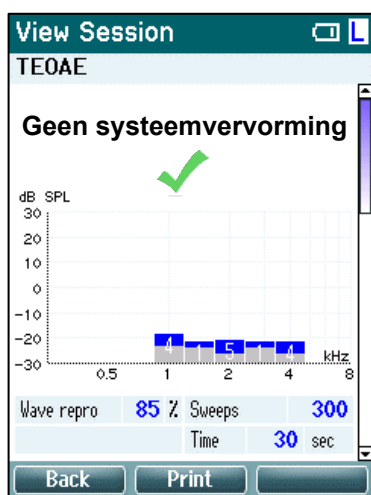 View Session L
TEOAE
Geen systeemvervorming
dB SPL
30
20
10
0
-10
-20
-30
4 1 5 1 4
kHz
0.5 1 2 4 8
Wave repro 85 % Sweeps 300
Time 30 sec
Back Print